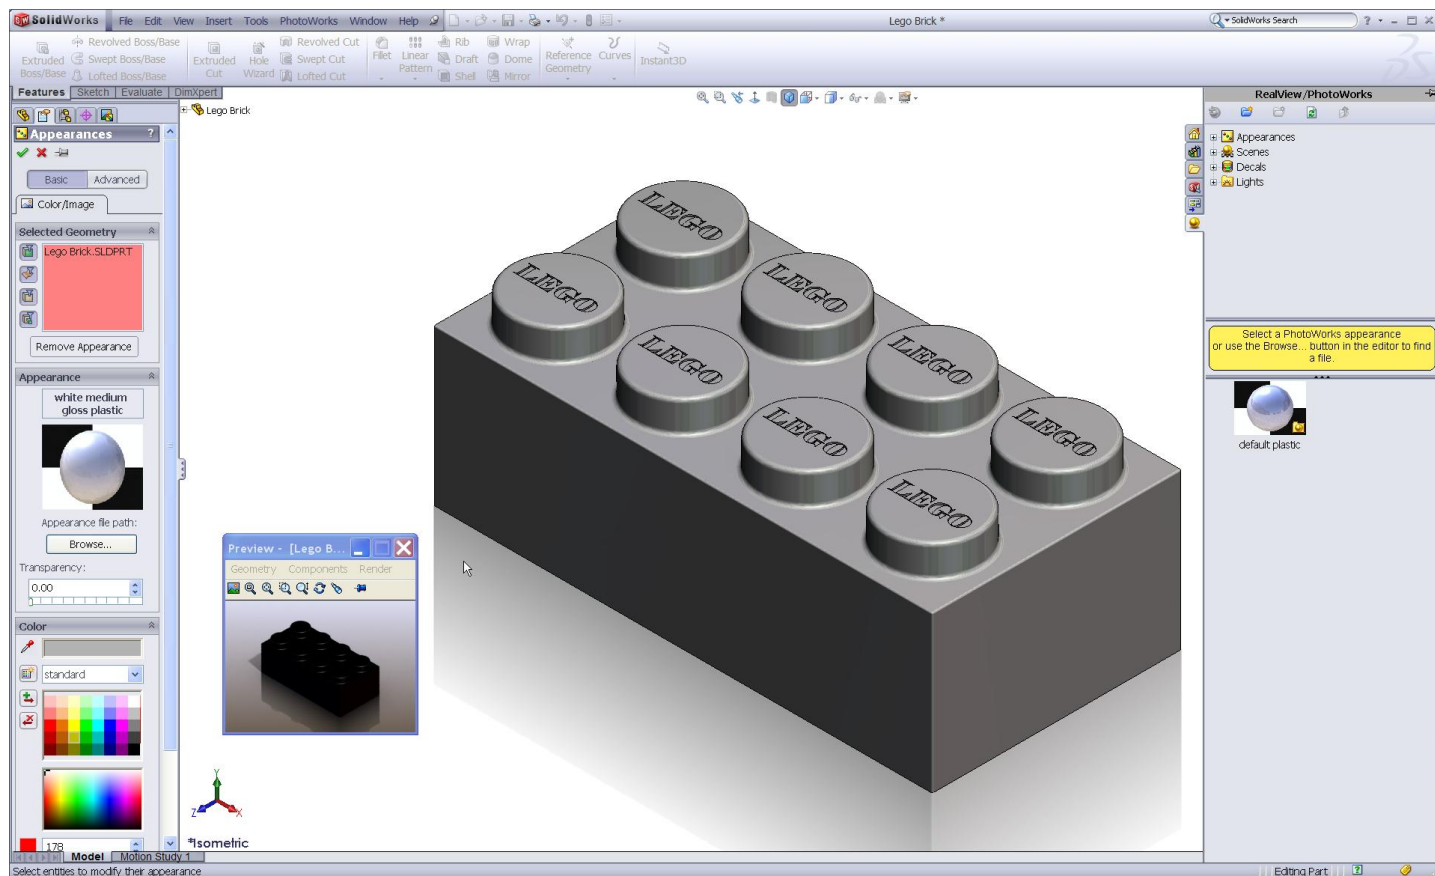 SolidWorks File Edit View Insert Tools PhotoWorks Window Help Lego Brick * SolidWorks Search ?
Extruded Boss/Base Revolved Boss/Base Swept Boss/Base Lofted Boss/Base Extruded Cut Hole Wizard Revolved Cut Swept Cut Lofted Cut Fillet Linear Pattern Rib Draft Shell Wrap Dome Mirror Reference Geometry Curves Instant3D
Features Sketch Evaluate DimXpert
Lego Brick
Appearances ?
Basic Advanced
Color/Image
Selected Geometry
Lego Brick.SLDPRT
Remove Appearance
Appearance
white medium
gloss plastic
Appearance file path:
Browse...
Transparency:
0.00
Color
standard
178
LEGO
LEGO
LEGO
LEGO
LEGO
LEGO
LEGO
LEGO
Preview - [Lego B...
Geometry Components Render
Y
Z
X
*Isometric
RealView/PhotoWorks
Appearances
Scenes
Decals
Lights
Select a PhotoWorks appearance
or use the Browse... button in the editor to find
a file.
default plastic
Model Motion Study 1
Select entities to modify their appearance
Editing Part